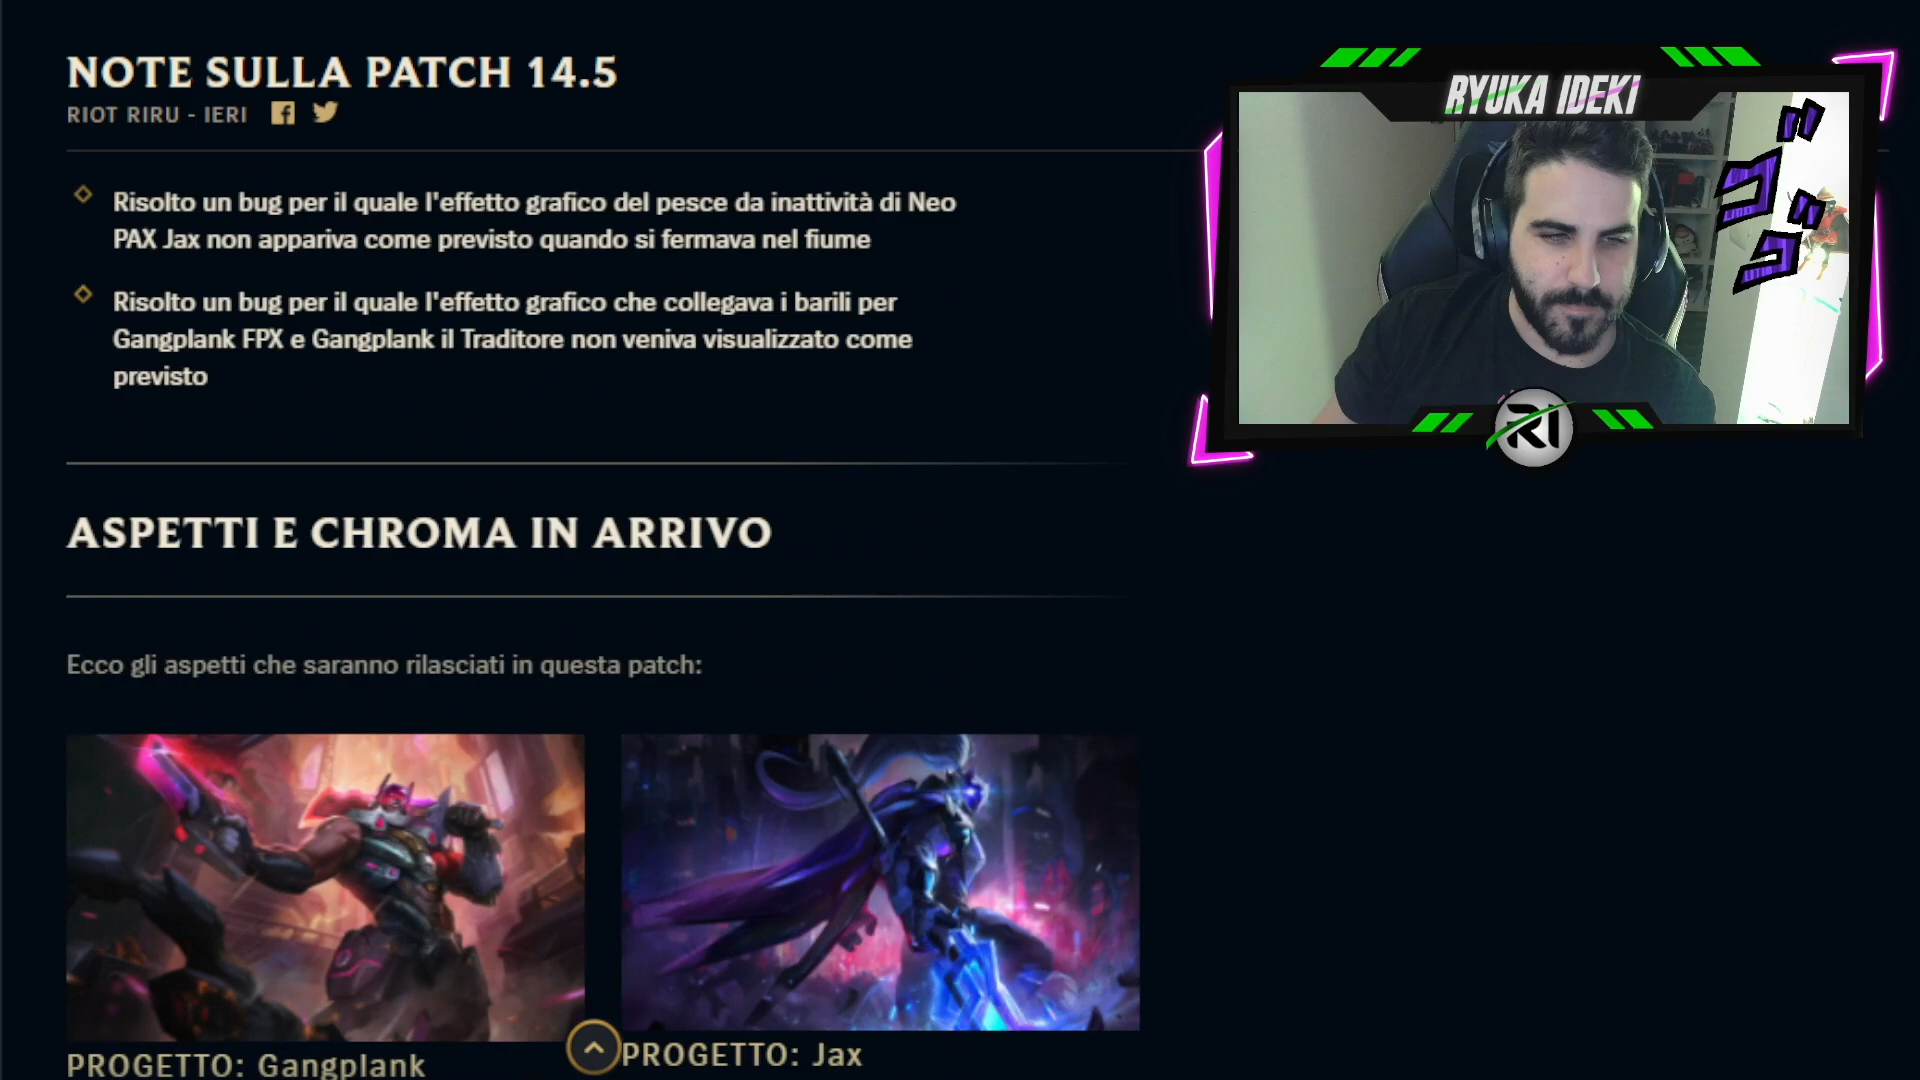 NOTE SULLA PATCH 14.5
RIOT RIRU - IERI
RYUKA IDEKI
Risolto un bug per il quale l'effetto grafico del pesce da inattività di Neo
PAX Jax non appariva come previsto quando si fermava nel fiume
Risolto un bug per il quale l'effetto grafico che collegava i barili per
Gangplank FPX e Gangplank il Traditore non veniva visualizzato come
previsto
RI
ASPETTI E CHROMA IN ARRIVO
Ecco gli aspetti che saranno rilasciati in questa patch:
PROGETTO: Gangplank
PROGETTO: Jax